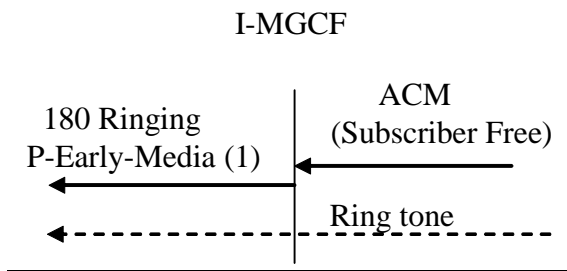 I-MGCF
ACM
180 Ringing
(Subscriber Free)
P-Early-Media (1)
Ring tone